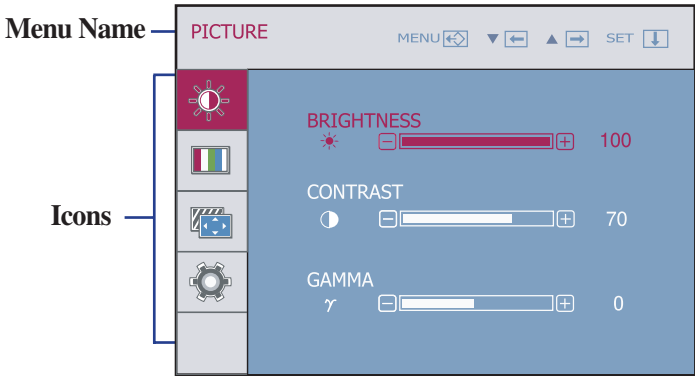 Menu Name
PICTURE MENU SET
Icons
BRIGHTNESS
100
CONTRAST
70
GAMMA
γ 0